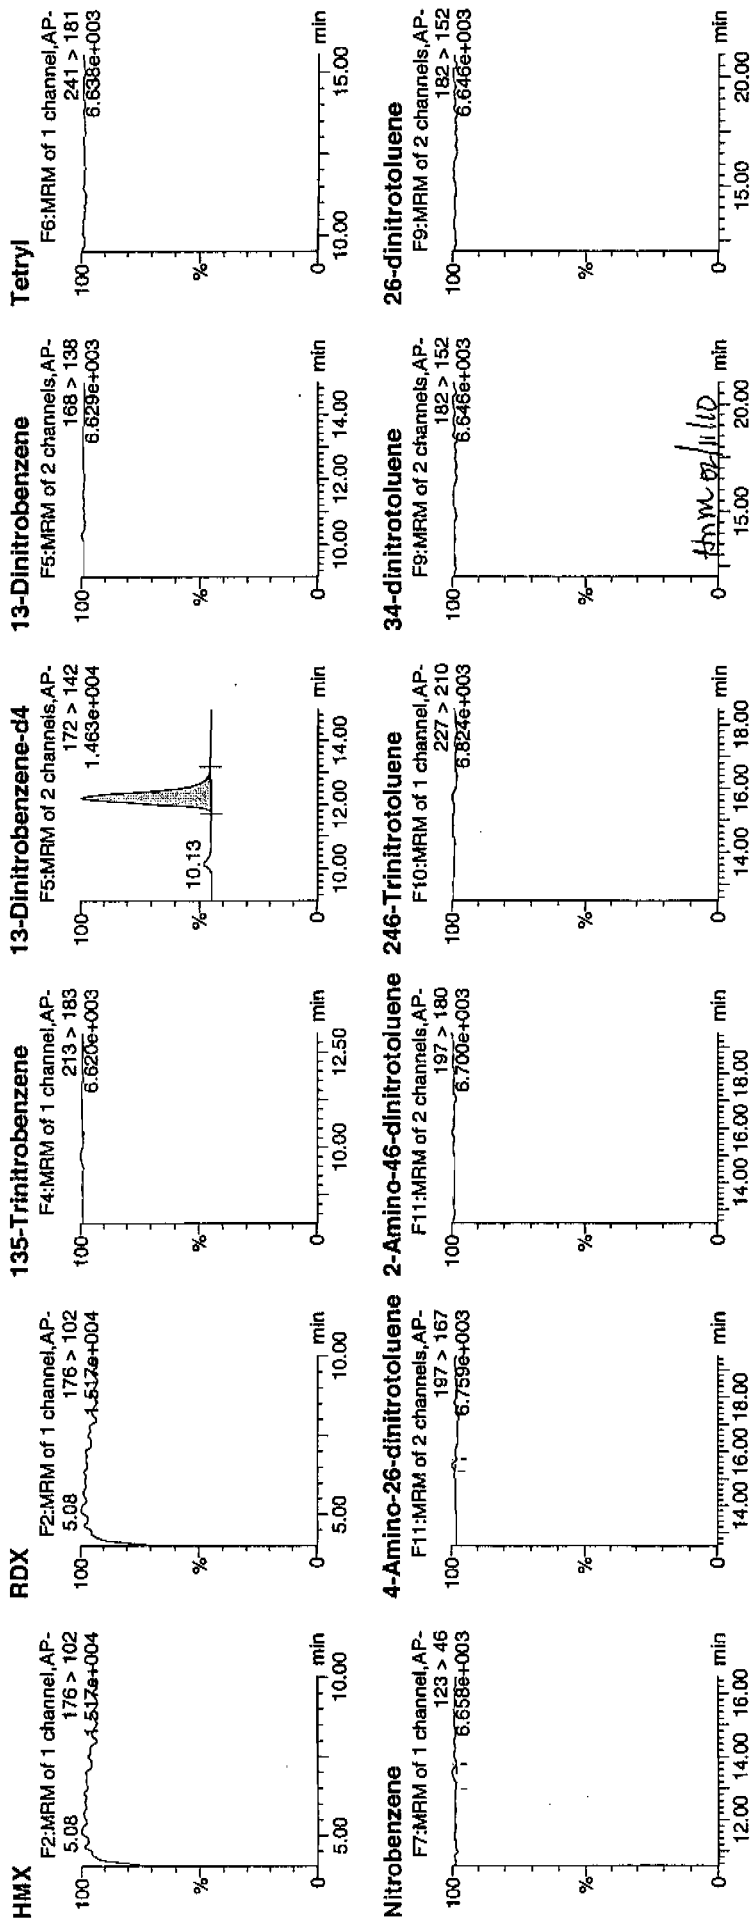 HMX
F2:MRM of 1 channel,AP-
176 > 102
1.517e+004
100
5.08
%
0
5.00
10.00
min
RDX
F2:MRM of 1 channel,AP-
176 > 102
1.517e+004
100
5.08
%
0
5.00
10.00
min
135-Trinitrobenzene
F4:MRM of 1 channel,AP-
213 > 183
6.620e+003
100
%
0
10.00
12.50
min
13-Dinitrobenzene-d4
F5:MRM of 2 channels,AP-
172 > 142
1.463e+004
100
%
10.13
0
10.00
12.00
14.00
min
13-Dinitrobenzene
F5:MRM of 2 channels,AP-
168 > 138
6.629e+003
100
%
0
10.00
12.00
14.00
min
Tetryl
F6:MRM of 1 channel,AP-
241 > 181
6.638e+003
100
%
0
10.00
15.00
min
Nitrobenzene
F7:MRM of 1 channel,AP-
123 > 46
6.658e+003
100
%
0
12.00
14.00
16.00
min
4-Amino-26-dinitrotoluene
F11:MRM of 2 channels,AP-
197 > 167
6.759e+003
100
%
0
14.00
16.00
18.00
min
2-Amino-46-dinitrotoluene
F11:MRM of 2 channels,AP-
197 > 180
6.700e+003
100
%
0
14.00
16.00
18.00
min
246-Trinitrotoluene
F10:MRM of 1 channel,AP-
227 > 210
6.824e+003
100
%
0
14.00
16.00
18.00
min
34-dinitrotoluene
F9:MRM of 2 channels,AP-
182 > 152
6.646e+003
100
%
02/11/10
0
15.00
20.00
min
26-dinitrotoluene
F9:MRM of 2 channels,AP-
182 > 152
6.646e+003
100
%
0
15.00
20.00
min